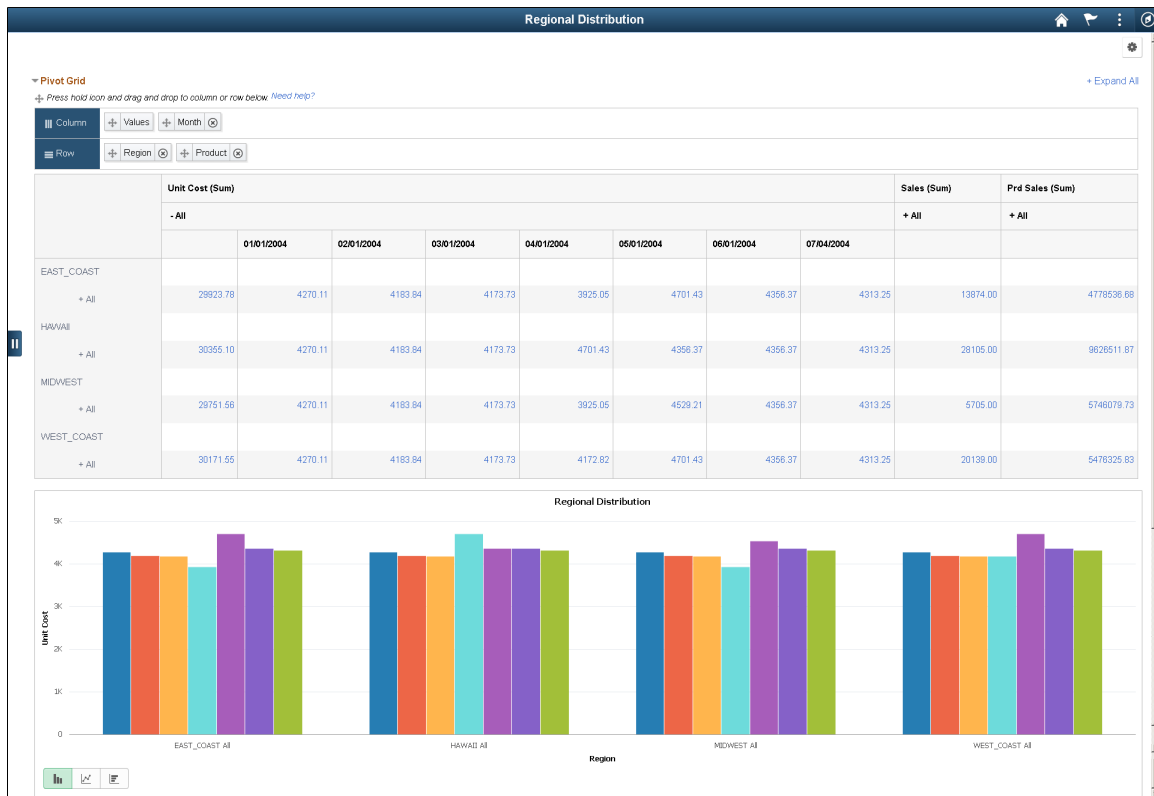 Regional Distribution
Pivot Grid
+ Expand All
Press hold icon and drag and drop to column or row below. Need help?
Column Values Month
Row Region Product
Unit Cost (Sum) Sales (Sum) Prd Sales (Sum)
- All + All + All
01/01/2004 02/01/2004 03/01/2004 04/01/2004 05/01/2004 06/01/2004 07/04/2004
EAST_COAST
+ All 29923.78 4270.11 4183.84 4173.73 3925.05 4701.43 4356.37 4313.25 13874.00 4778536.68
HAWAII
+ All 30355.10 4270.11 4183.84 4173.73 4701.43 4356.37 4356.37 4313.25 28105.00 9626511.87
MIDWEST
+ All 29751.56 4270.11 4183.84 4173.73 3925.05 4529.21 4356.37 4313.25 5705.00 5746079.73
WEST_COAST
+ All 30171.55 4270.11 4183.84 4173.73 4172.82 4701.43 4356.37 4313.25 20139.00 5476325.83
Regional Distribution
5K
4K
3K
2K
1K
0
Unit Cost
EAST_COAST All HAWAII All MIDWEST All WEST_COAST All
Region